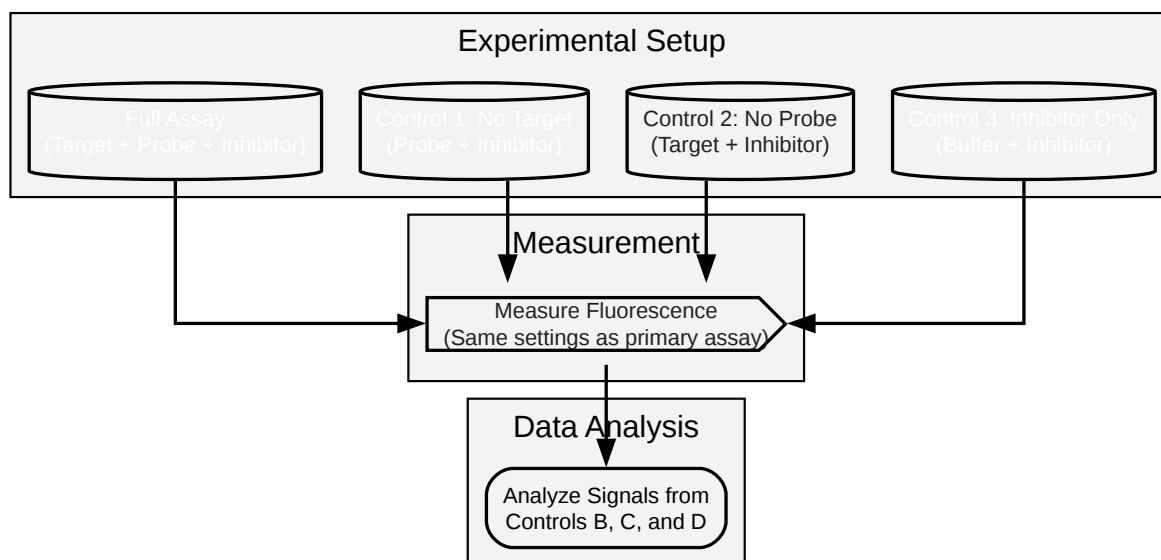 Experimental Setup
Full Assay
(Target + Probe + Inhibitor)
Control 1: No Target
(Probe + Inhibitor)
Control 2: No Probe
(Target + Inhibitor)
Control 3: Inhibitor Only
(Buffer + Inhibitor)
Measurement
Measure Fluorescence
(Same settings as primary assay)
Data Analysis
Analyze Signals from
Controls B, C, and D